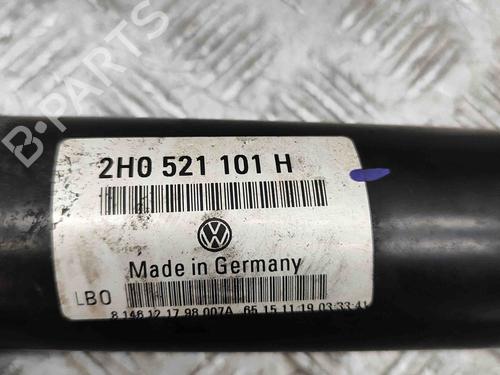 B-PARTS
2H0 521 101 H
Made in Germany
LBO
8 146 12 17 98 007A 65 15 11 19 03:33:41